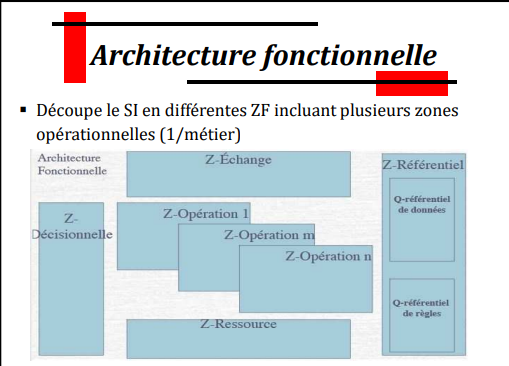 Architecture fonctionnelle
▪ Découpe le SI en différentes ZF incluant plusieurs zones
opérationnelles (1/métier)
Architecture
Fonctionnelle
Z-Échange
Z-Référentiel
Q-référentiel
de données
Z-
Décisionnelle
Z-Opération 1
Z-Opération m
Z-Opération n
Q-référentiel
de règles
Z-Ressource